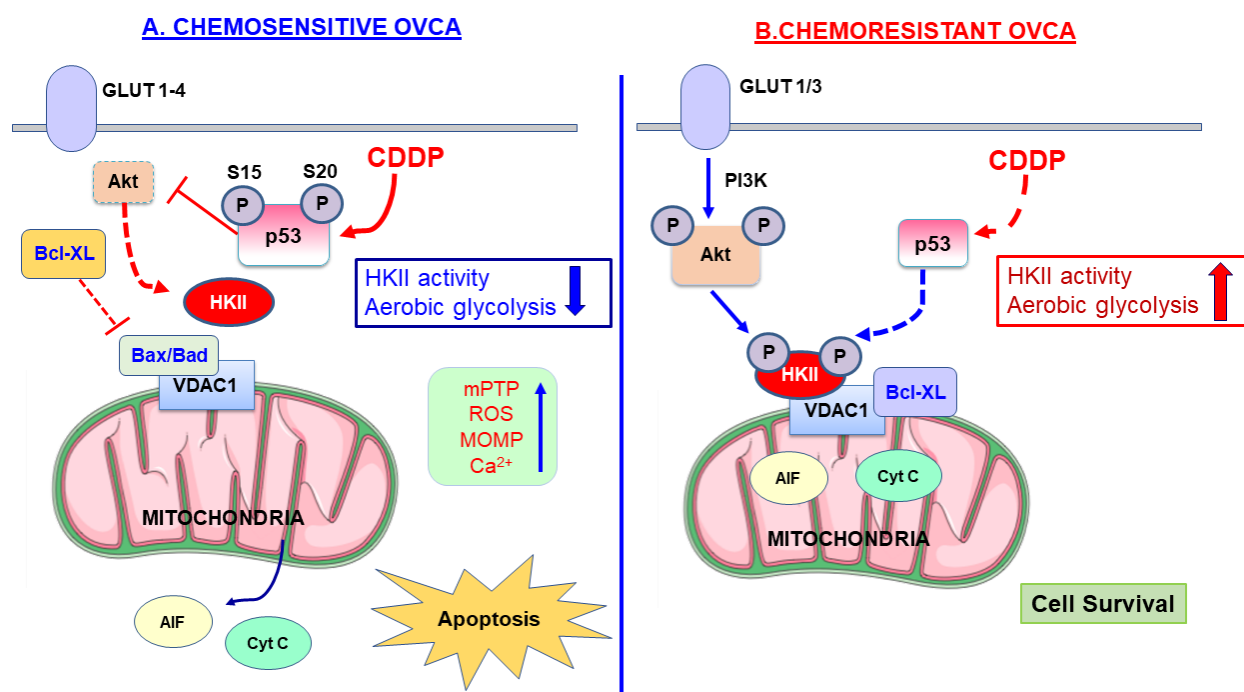 A. CHEMOSENSITIVE OVCA
GLUT 1-4
CDDP
S15
S20
Akt
P
P
p53
Bcl-XL
HKII
HKII activity
Aerobic glycolysis
Bax/Bad
VDAC1
mPTP
ROS
MOMP
Ca²⁺
MITOCHONDRIA
AIF
Cyt C
Apoptosis
B.CHEMORESISTANT OVCA
GLUT 1/3
CDDP
PI3K
P
P
Akt
p53
HKII activity
Aerobic glycolysis
P
P
HKII
VDAC1
Bcl-XL
AIF
Cyt C
MITOCHONDRIA
Cell Survival